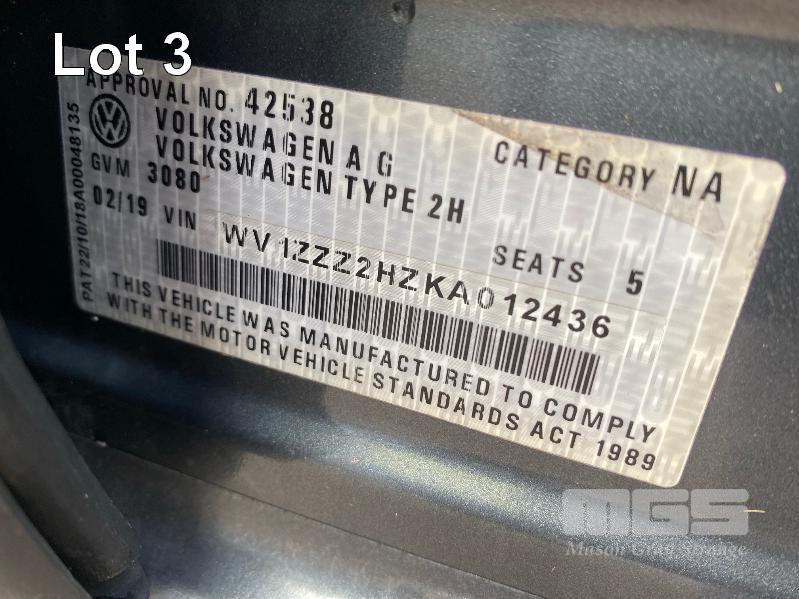 Lot 3
APPROVAL NO. 42538
VOLKSWAGEN A G CATEGORY NA
VOLKSWAGEN TYPE 2H
GVM 3080
02/19 VIN SEATS 5
WV1ZZZ2HZKA012436
THIS VEHICLE WAS MANUFACTURED TO COMPLY
WITH THE MOTOR VEHICLE STANDARDS ACT 1989
PAT22/10/18A00048135
MGS
Mason Gray Strange